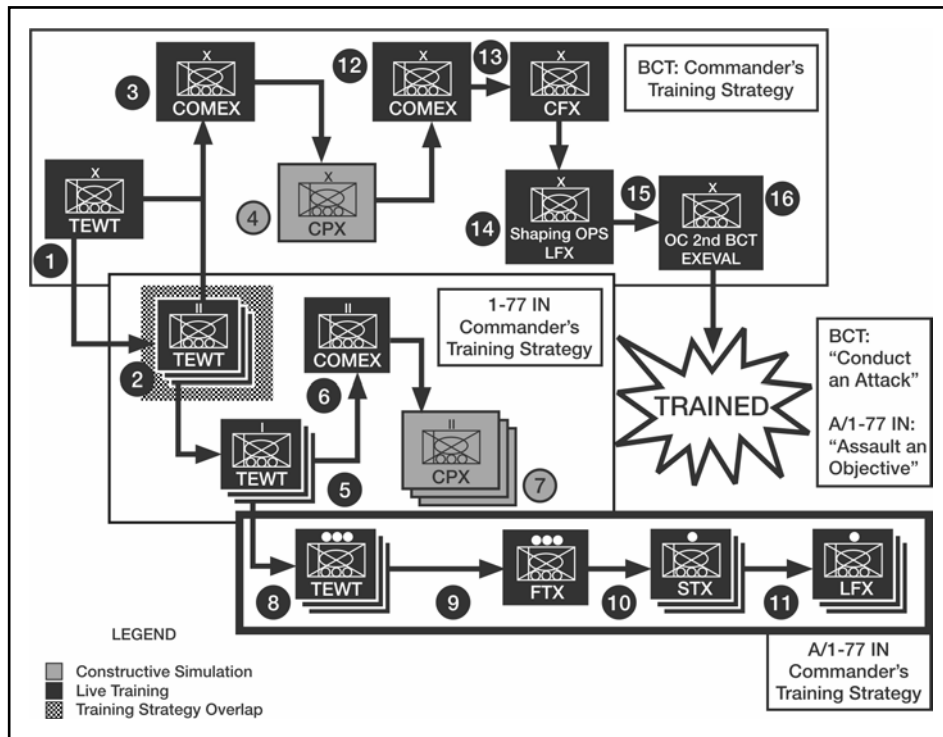 X
COMEX
3
X
COMEX
12
13
X
CFX
BCT: Commander's
Training Strategy
X
TEWT
1
X
CPX
4
X
Shaping OPS
LFX
14
15
X
OC 2nd BCT
EXEVAL
16
II
TEWT
2
II
COMEX
6
1-77 IN
Commander's
Training Strategy
I
TEWT
5
II
CPX
7
TRAINED
BCT:
"Conduct
an Attack"
A/1-77 IN:
"Assault an
Objective"
TEWT
8
9
FTX
10
STX
11
LFX
A/1-77 IN
Commander's
Training Strategy
LEGEND
Constructive Simulation
Live Training
Training Strategy Overlap